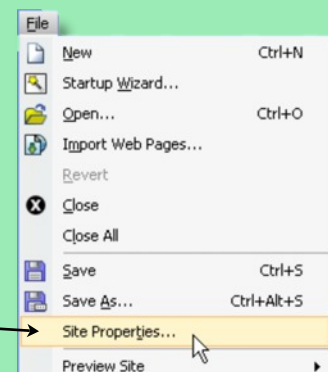 File
New Ctrl+N
Startup Wizard...
Open... Ctrl+O
Import Web Pages...
Revert
Close
Close All
Save Ctrl+S
Save As... Ctrl+Alt+S
Site Properties...
Preview Site